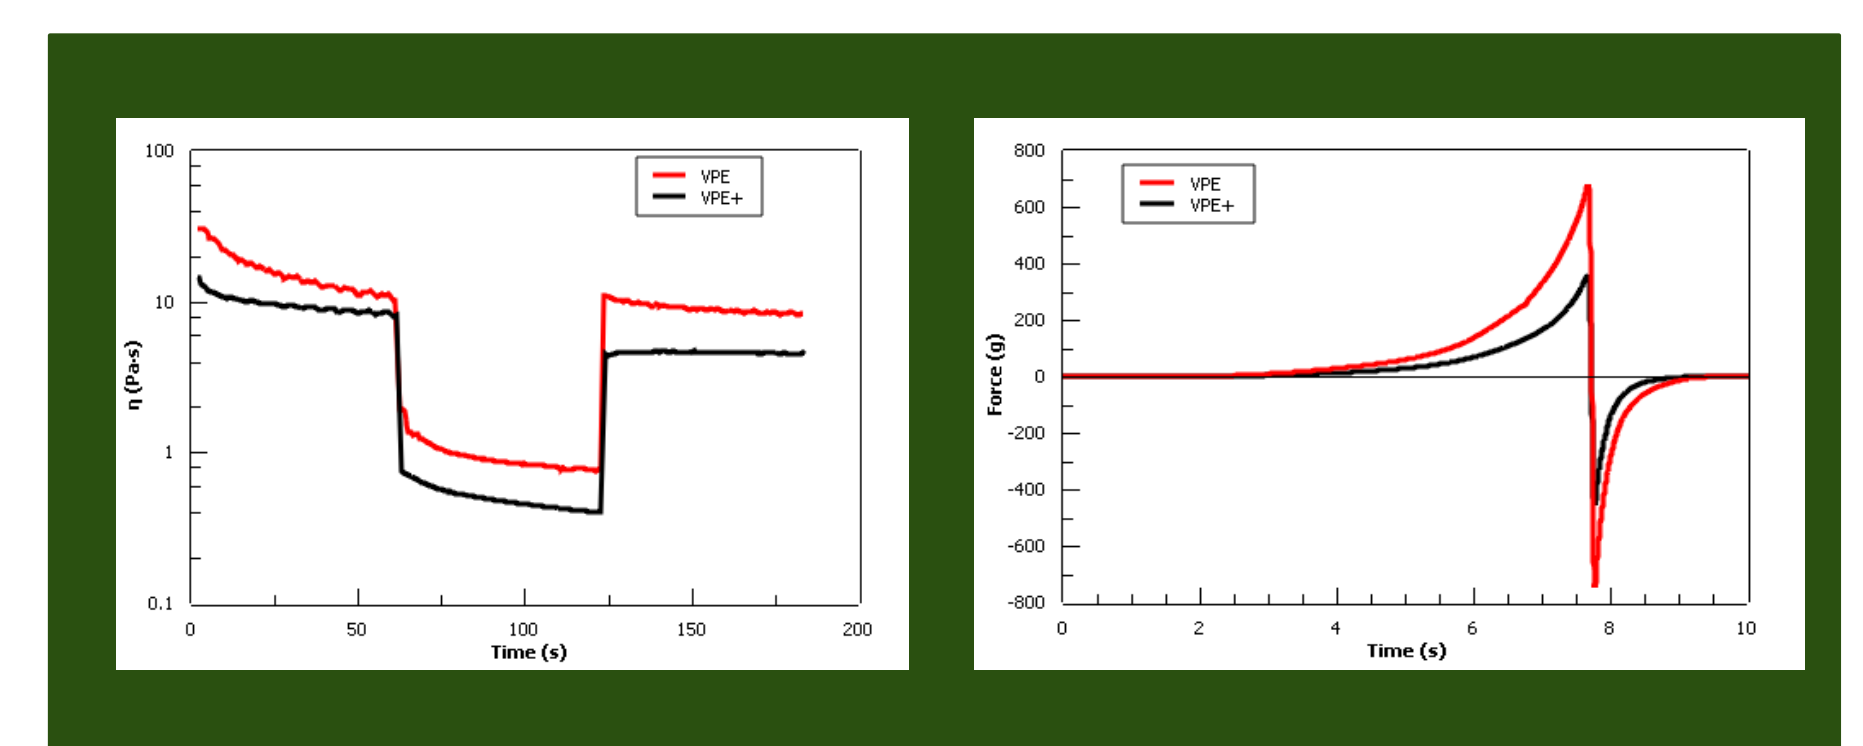 100
10
1
0.1
η (Pa·s)
VPE
VPE+
0 50 100 150 200
Time (s)
800
600
400
200
0
-200
-400
-600
-800
Force (g)
VPE
VPE+
0 2 4 6 8 10
Time (s)